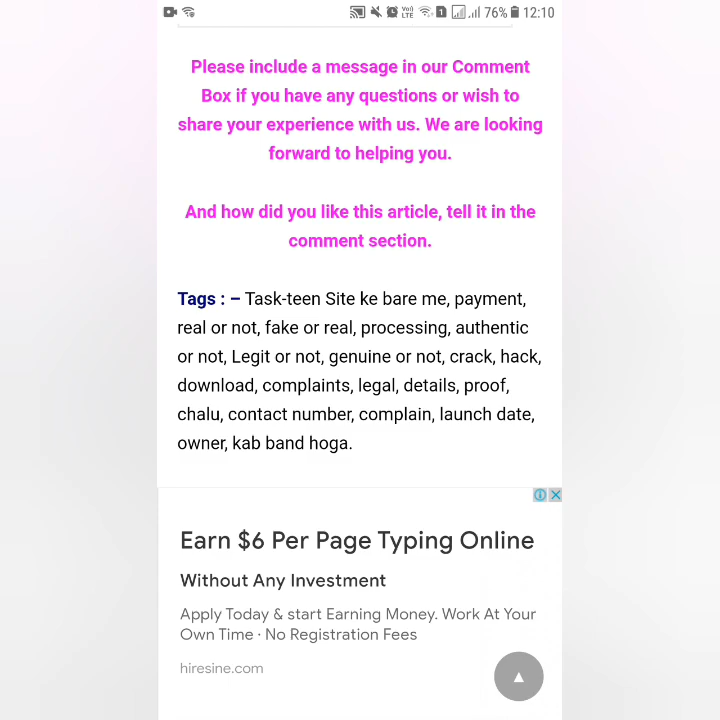 76% 12:10
Please include a message in our Comment
Box if you have any questions or wish to
share your experience with us. We are looking
forward to helping you.
And how did you like this article, tell it in the
comment section.
Tags : – Task-teen Site ke bare me, payment,
real or not, fake or real, processing, authentic
or not, Legit or not, genuine or not, crack, hack,
download, complaints, legal, details, proof,
chalu, contact number, complain, launch date,
owner, kab band hoga.
Earn $6 Per Page Typing Online
Without Any Investment
Apply Today & start Earning Money. Work At Your
Own Time · No Registration Fees
hiresine.com